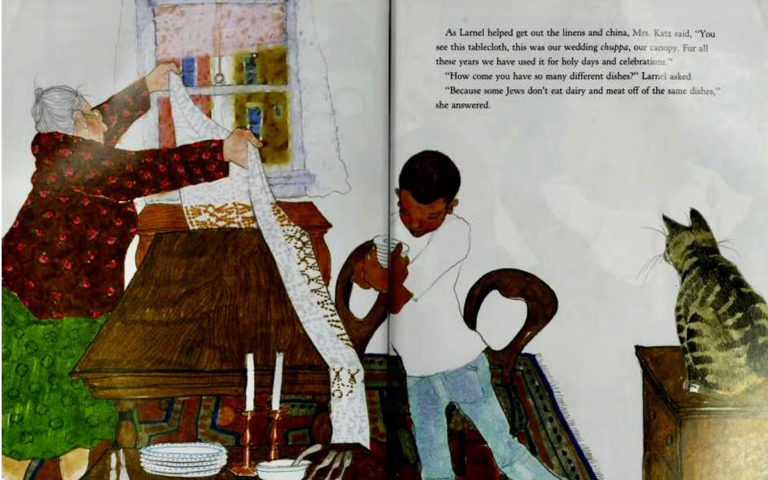 As Larnel helped get out the linens and china, Mrs. Katz said, "You
see this tablecloth, this was our wedding chuppa, our canopy. For all
these years we have used it for holy days and celebrations."
"How come you have so many different dishes?" Larnel asked.
"Because some Jews don't eat dairy and meat off of the same dishes,"
she answered.